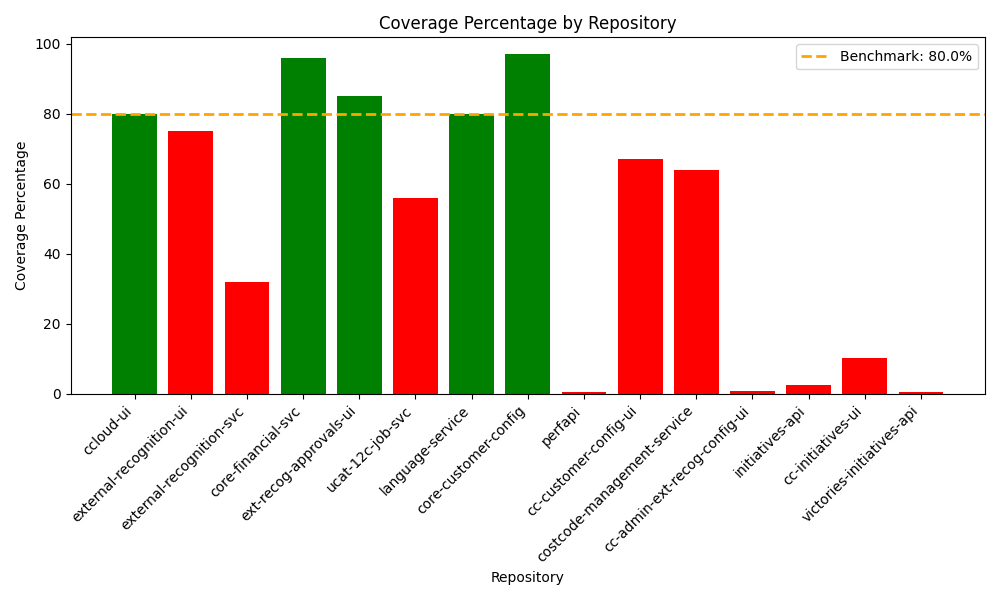 Coverage Percentage by Repository
Benchmark: 80.0%
Coverage Percentage
100
80
60
40
20
0
ccloud-ui
external-recognition-ui
external-recognition-svc
core-financial-svc
ext-recog-approvals-ui
ucat-12c-job-svc
language-service
core-customer-config
perfapi
cc-customer-config-ui
costcode-management-service
cc-admin-ext-recog-config-ui
initiatives-api
cc-initiatives-ui
victories-initiatives-api
Repository